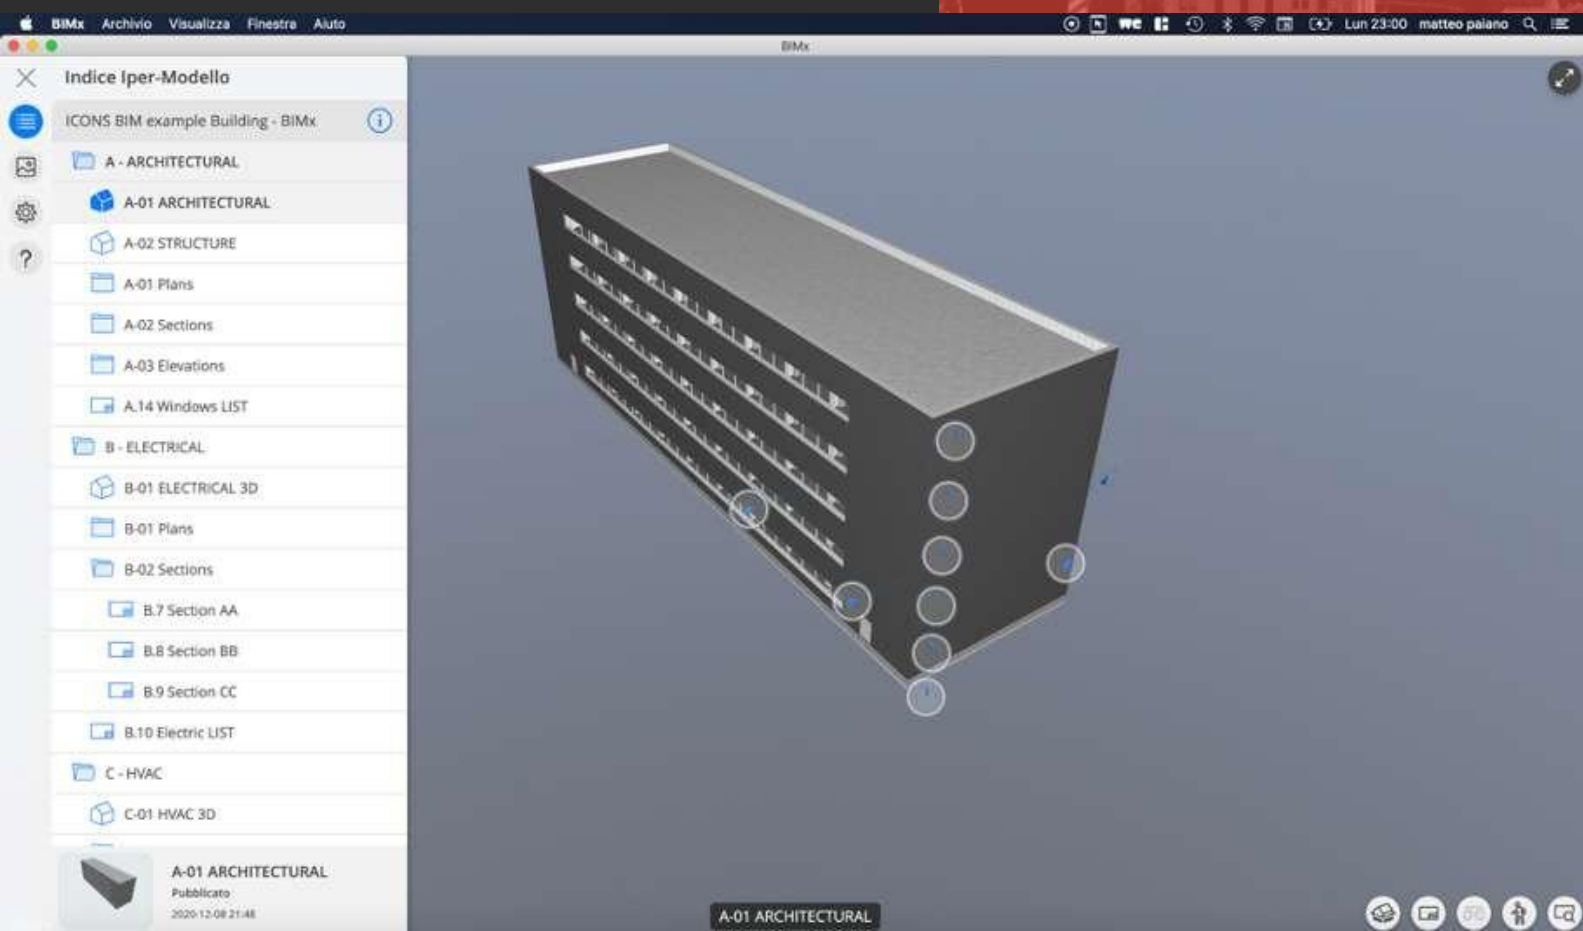 BIMx Archivio Visualizza Finestra Aiuto
Lun 23:00 matteo paiano
BIMx
Indice Iper-Modello
ICONS BIM example Building - BIMx
A - ARCHITECTURAL
A-01 ARCHITECTURAL
A-02 STRUCTURE
A-01 Plans
A-02 Sections
A-03 Elevations
A.14 Windows LIST
B - ELECTRICAL
B-01 ELECTRICAL 3D
B-01 Plans
B-02 Sections
B.7 Section AA
B.8 Section BB
B.9 Section CC
B.10 Electric LIST
C - HVAC
C-01 HVAC 3D
A-01 ARCHITECTURAL
Pubblicato
2020-12-08 21:48
A-01 ARCHITECTURAL